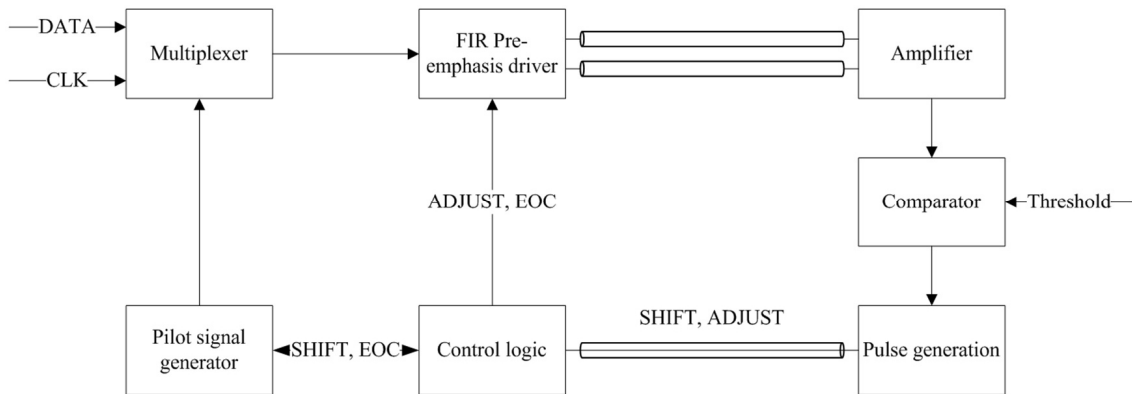 DATA
CLK
Multiplexer
FIR Pre-
emphasis driver
Amplifier
ADJUST, EOC
Comparator
Threshold
Pilot signal
generator
SHIFT, EOC
Control logic
SHIFT, ADJUST
Pulse generation